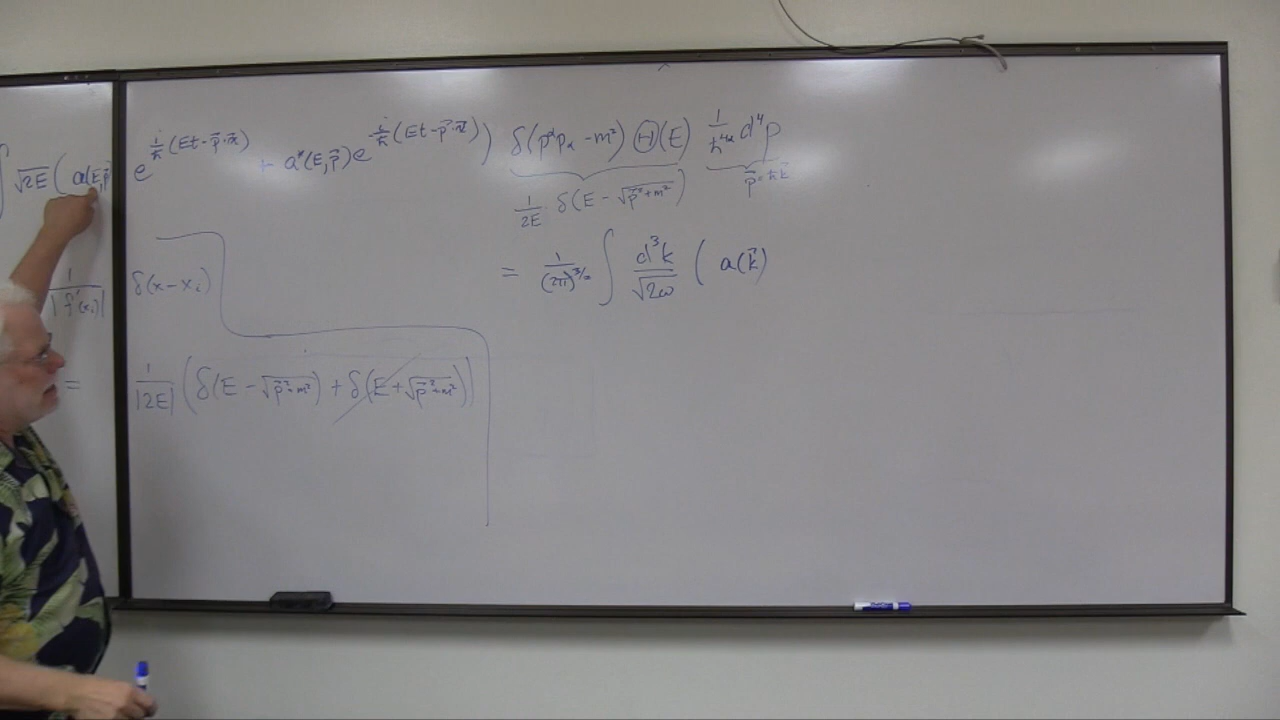 ∫ √2E ( a(E,p⃗) e^{i/ħ (Et - p⃗·x⃗)} + a*(E,p⃗) e^{-i/ħ (Et - p⃗·x⃗)} ) δ(p^α p_α - m²) Θ(E) 1/ħ⁴ d⁴p
1/2E δ(E - √p⃗²+m²) p⃗ = ħk⃗
1/|f'(x_i)| δ(x - x_i) = 1/(2π)^{3/2} ∫ d³k/√2ω ( a(k⃗)
= 1/|2E| ( δ(E - √p⃗²+m²) + δ(E + √p⃗²+m²) )